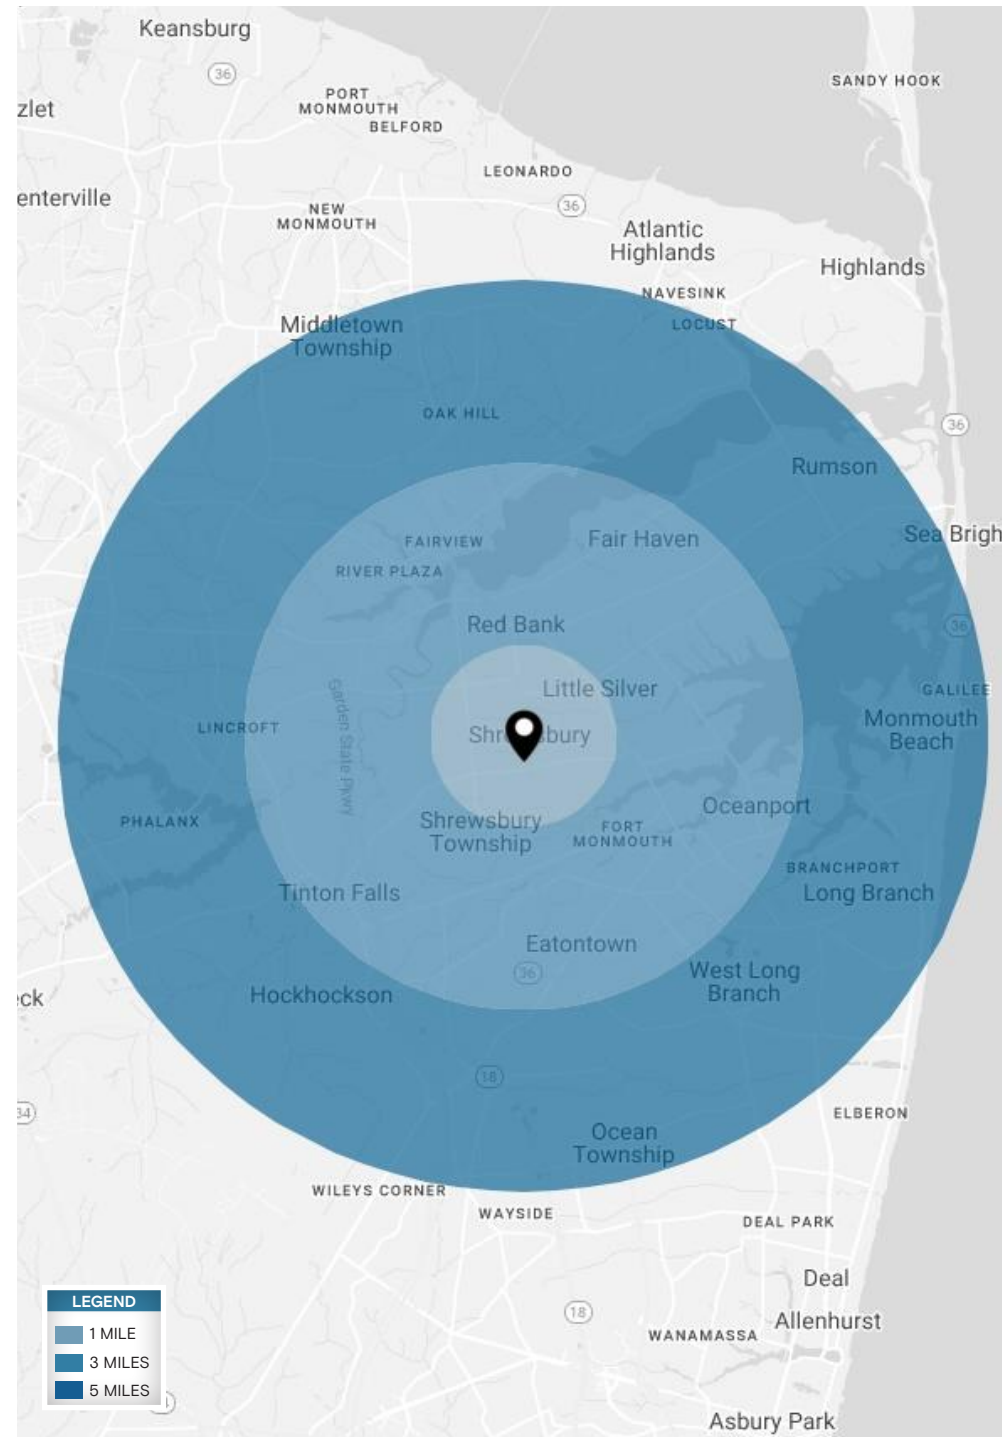 Keansburg
36
SANDY HOOK
PORT
MONMOUTH
zlet
BELFORD
LEONARDO
enterville
36
NEW
MONMOUTH
Atlantic
Highlands
Highlands
NAVESINK
LOCUST
Middletown
Township
OAK HILL
36
Rumson
Sea Brigh
FAIRVIEW
Fair Haven
RIVER PLAZA
Red Bank
36
Little Silver
GALILEE
Garden State Pkwy
LINCROFT
Monmouth
Beach
Oceanport
PHALANX
Shrewsbury
Township
FORT
MONMOUTH
BRANCHPORT
Tinton Falls
Long Branch
Eatontown
36
West Long
Branch
Hockhockson
eck
18
34
ELBERON
Ocean
Township
WILEYS CORNER
WAYSIDE
DEAL PARK
Deal
18
Allenhurst
WANAMASSA
Asbury Park
LEGEND
1 MILE
3 MILES
5 MILES